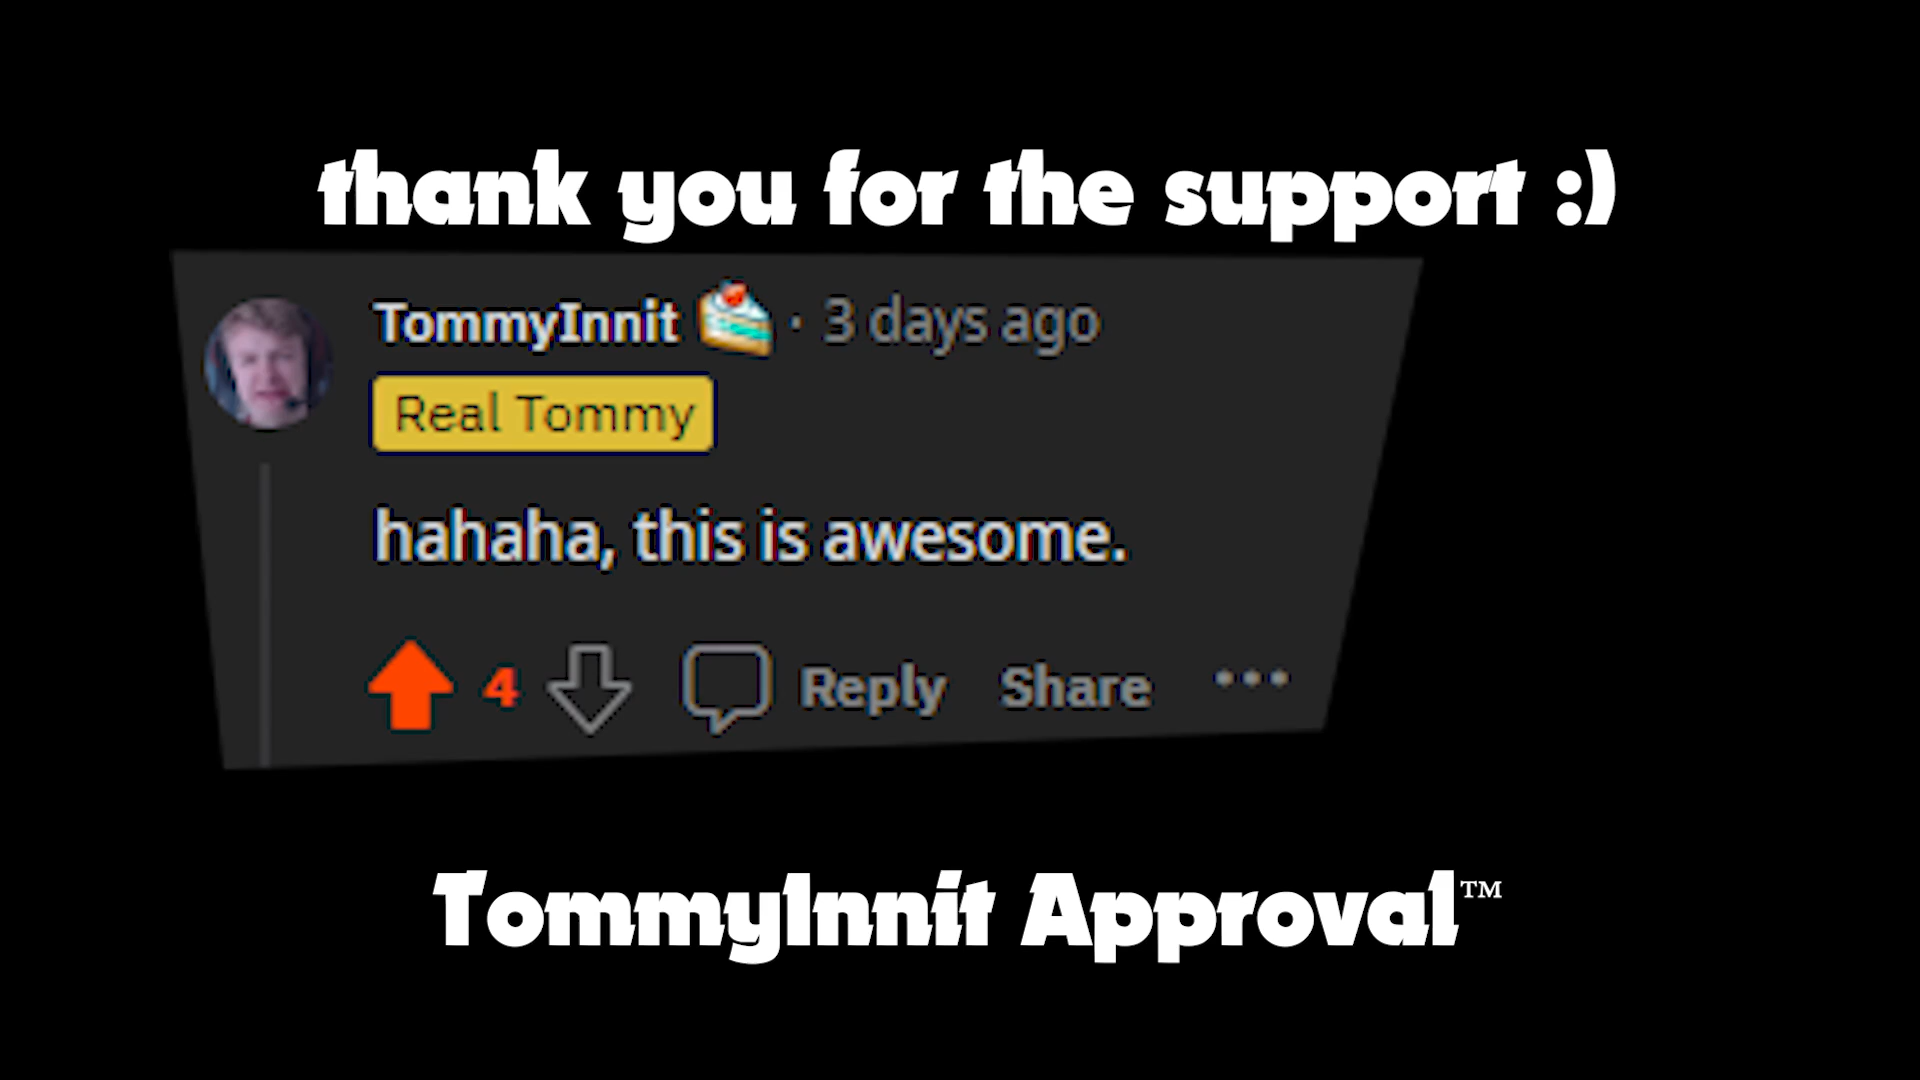 thank you for the support :)
TommyInnit · 3 days ago
Real Tommy
hahaha, this is awesome.
4 Reply Share •••
TommyInnit Approval™